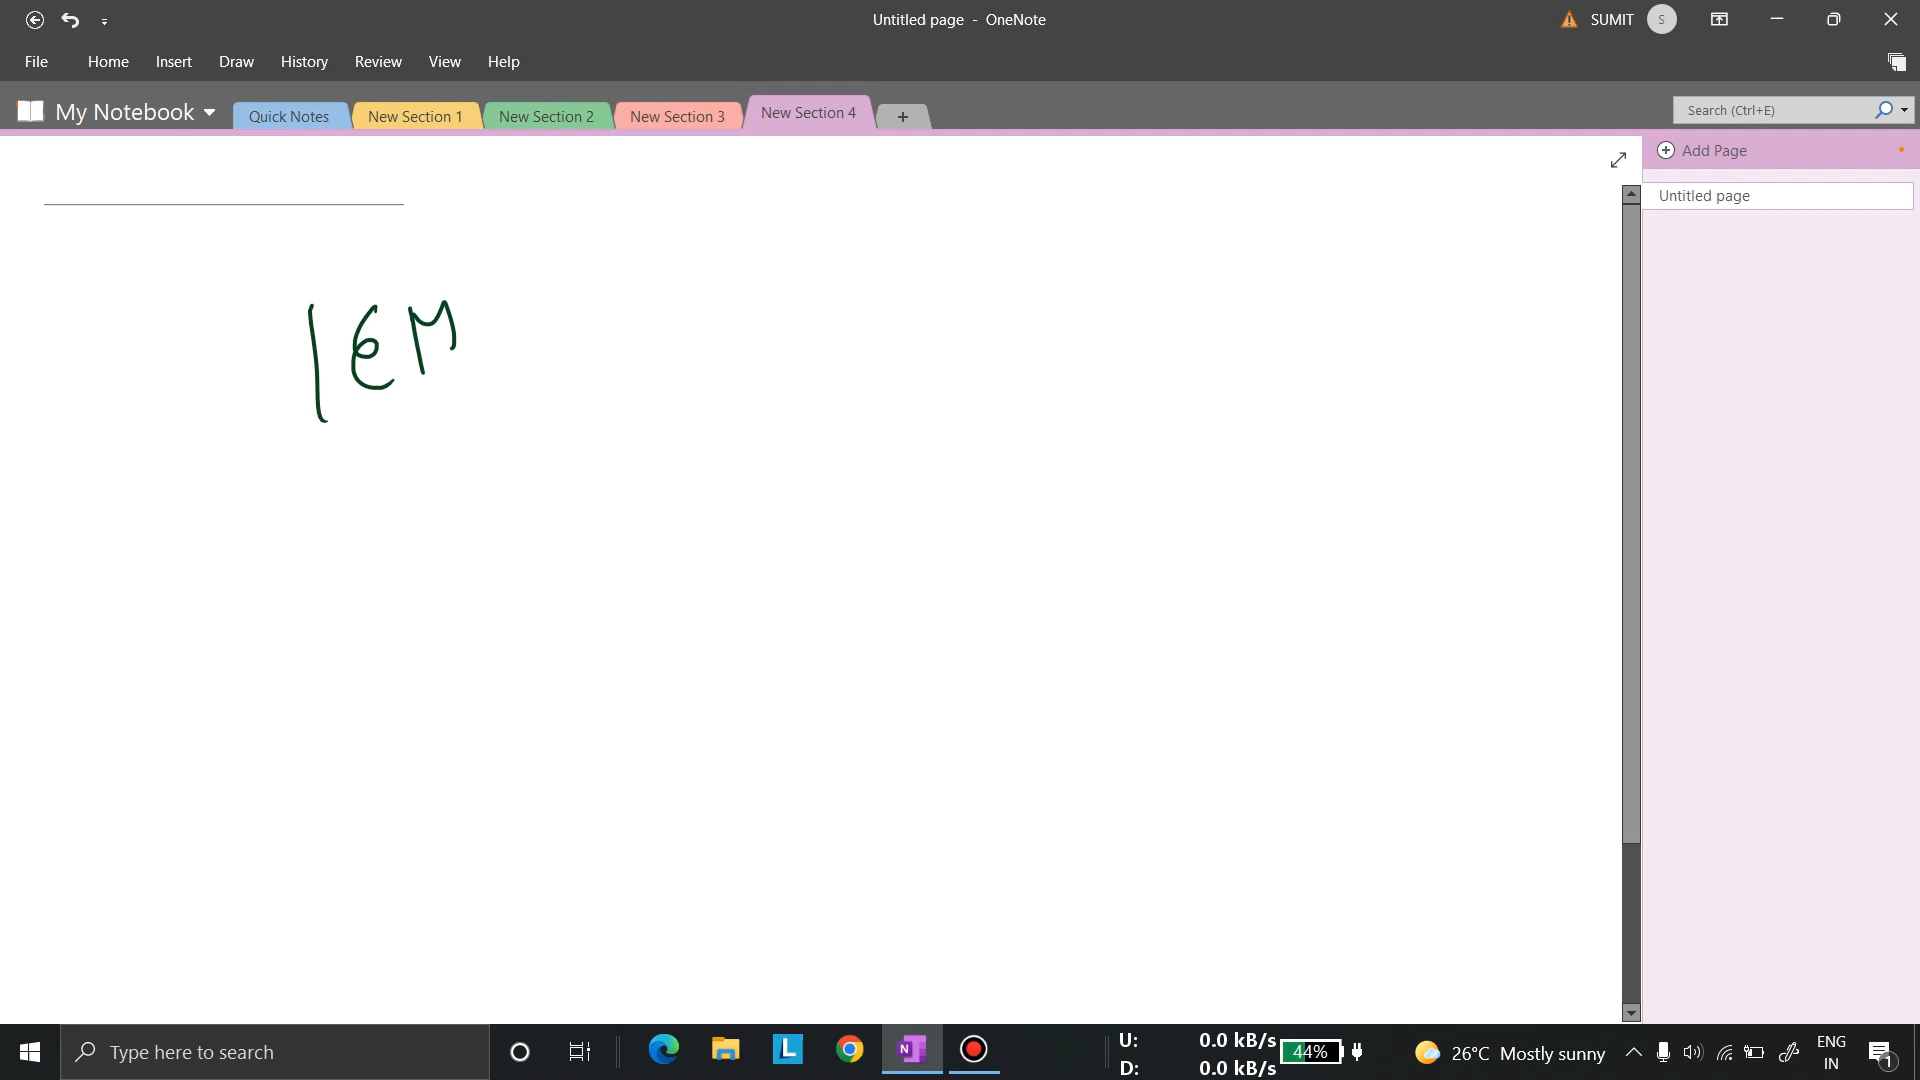 Untitled page - OneNote
SUMIT
S
File Home Insert Draw History Review View Help
My Notebook
Quick Notes
New Section 1
New Section 2
New Section 3
New Section 4
+
Search (Ctrl+E)
Add Page
Untitled page
IEM
Type here to search
L
N
U: 0.0 kB/s
D: 0.0 kB/s
44%
26°C Mostly sunny
ENG
IN
1